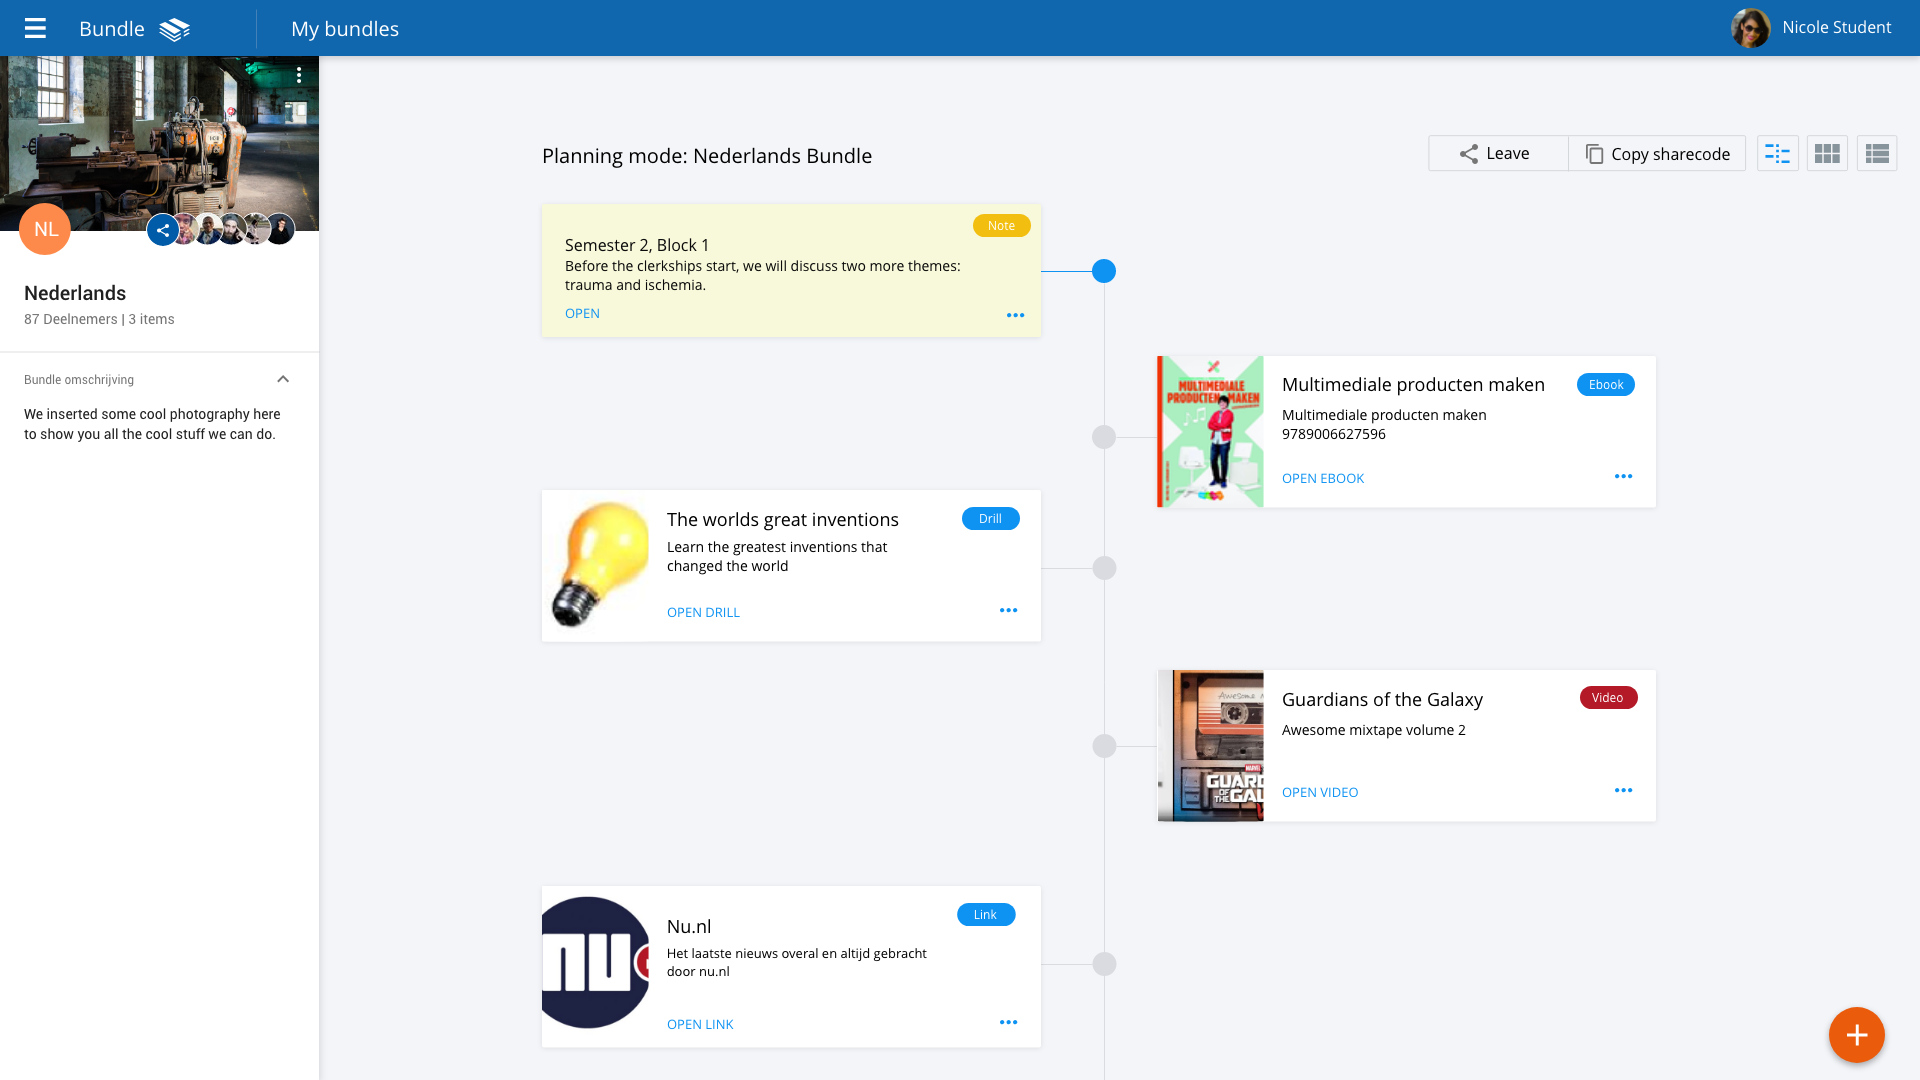 Bundle
My bundles
Nicole Student
NL
Nederlands
87 Deelnemers | 3 items
Bundle omschrijving
We inserted some cool photography here
to show you all the cool stuff we can do.
Planning mode: Nederlands Bundle
Leave
Copy sharecode
Note
Semester 2, Block 1
Before the clerkships start, we will discuss two more themes:
trauma and ischemia.
OPEN
MULTIMEDIALE
PRODUCTEN MAKEN
Multimediale producten maken
Ebook
Multimediale producten maken
9789006627596
OPEN EBOOK
The worlds great inventions
Drill
Learn the greatest inventions that
changed the world
OPEN DRILL
Awesome
MARVEL
GUARD
OF THE GAL
Guardians of the Galaxy
Video
Awesome mixtape volume 2
OPEN VIDEO
nu
Nu.nl
Link
Het laatste nieuws overal en altijd gebracht
door nu.nl
OPEN LINK